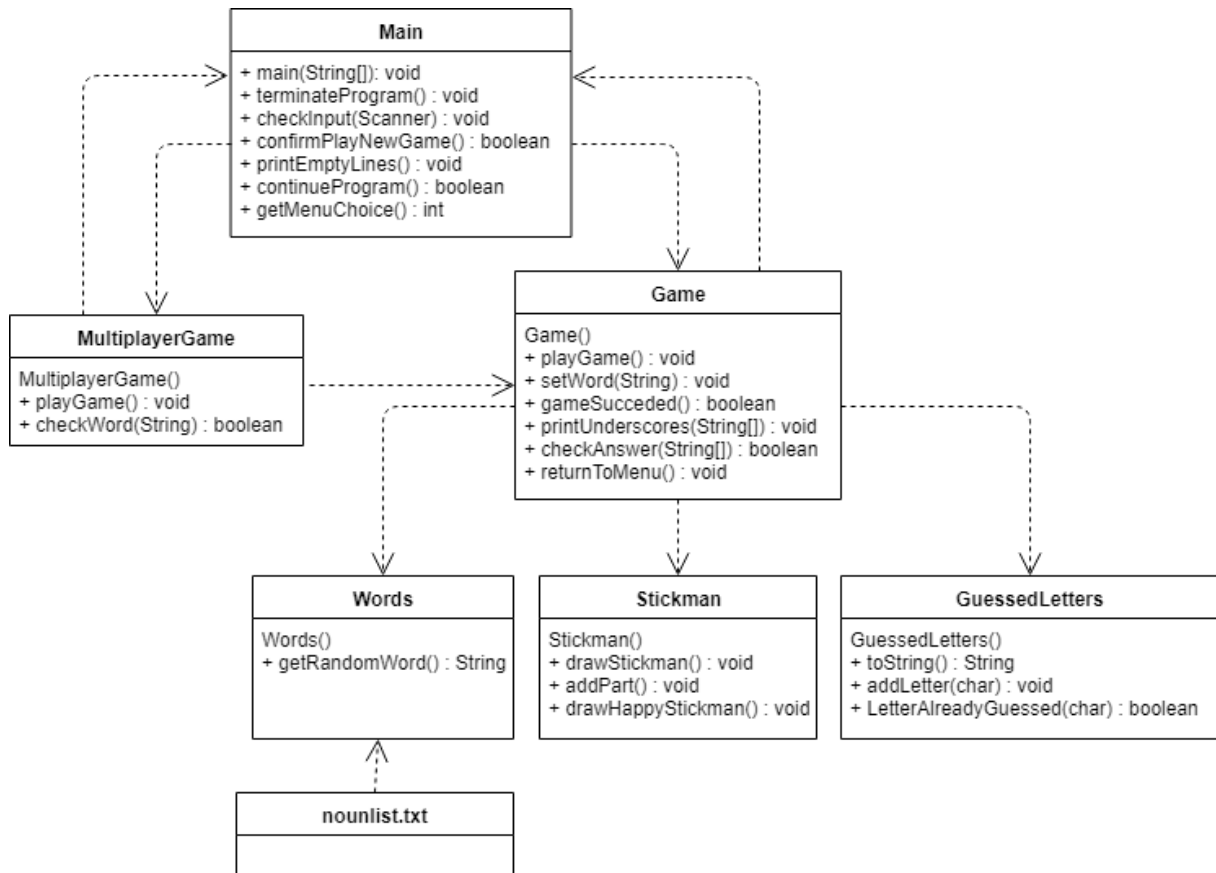 Main
+ main(String[]): void
+ terminateProgram() : void
+ checkInput(Scanner) : void
+ confirmPlayNewGame() : boolean
+ printEmptyLines() : void
+ continueProgram() : boolean
+ getMenuChoice() : int
MultiplayerGame
MultiplayerGame()
+ playGame() : void
+ checkWord(String) : boolean
Game
Game()
+ playGame() : void
+ setWord(String) : void
+ gameSucceded() : boolean
+ printUnderscores(String[]) : void
+ checkAnswer(String[]) : boolean
+ returnToMenu() : void
Words
Words()
+ getRandomWord() : String
Stickman
Stickman()
+ drawStickman() : void
+ addPart() : void
+ drawHappyStickman() : void
GuessedLetters
GuessedLetters()
+ toString() : String
+ addLetter(char) : void
+ LetterAlreadyGuessed(char) : boolean
nounlist.txt